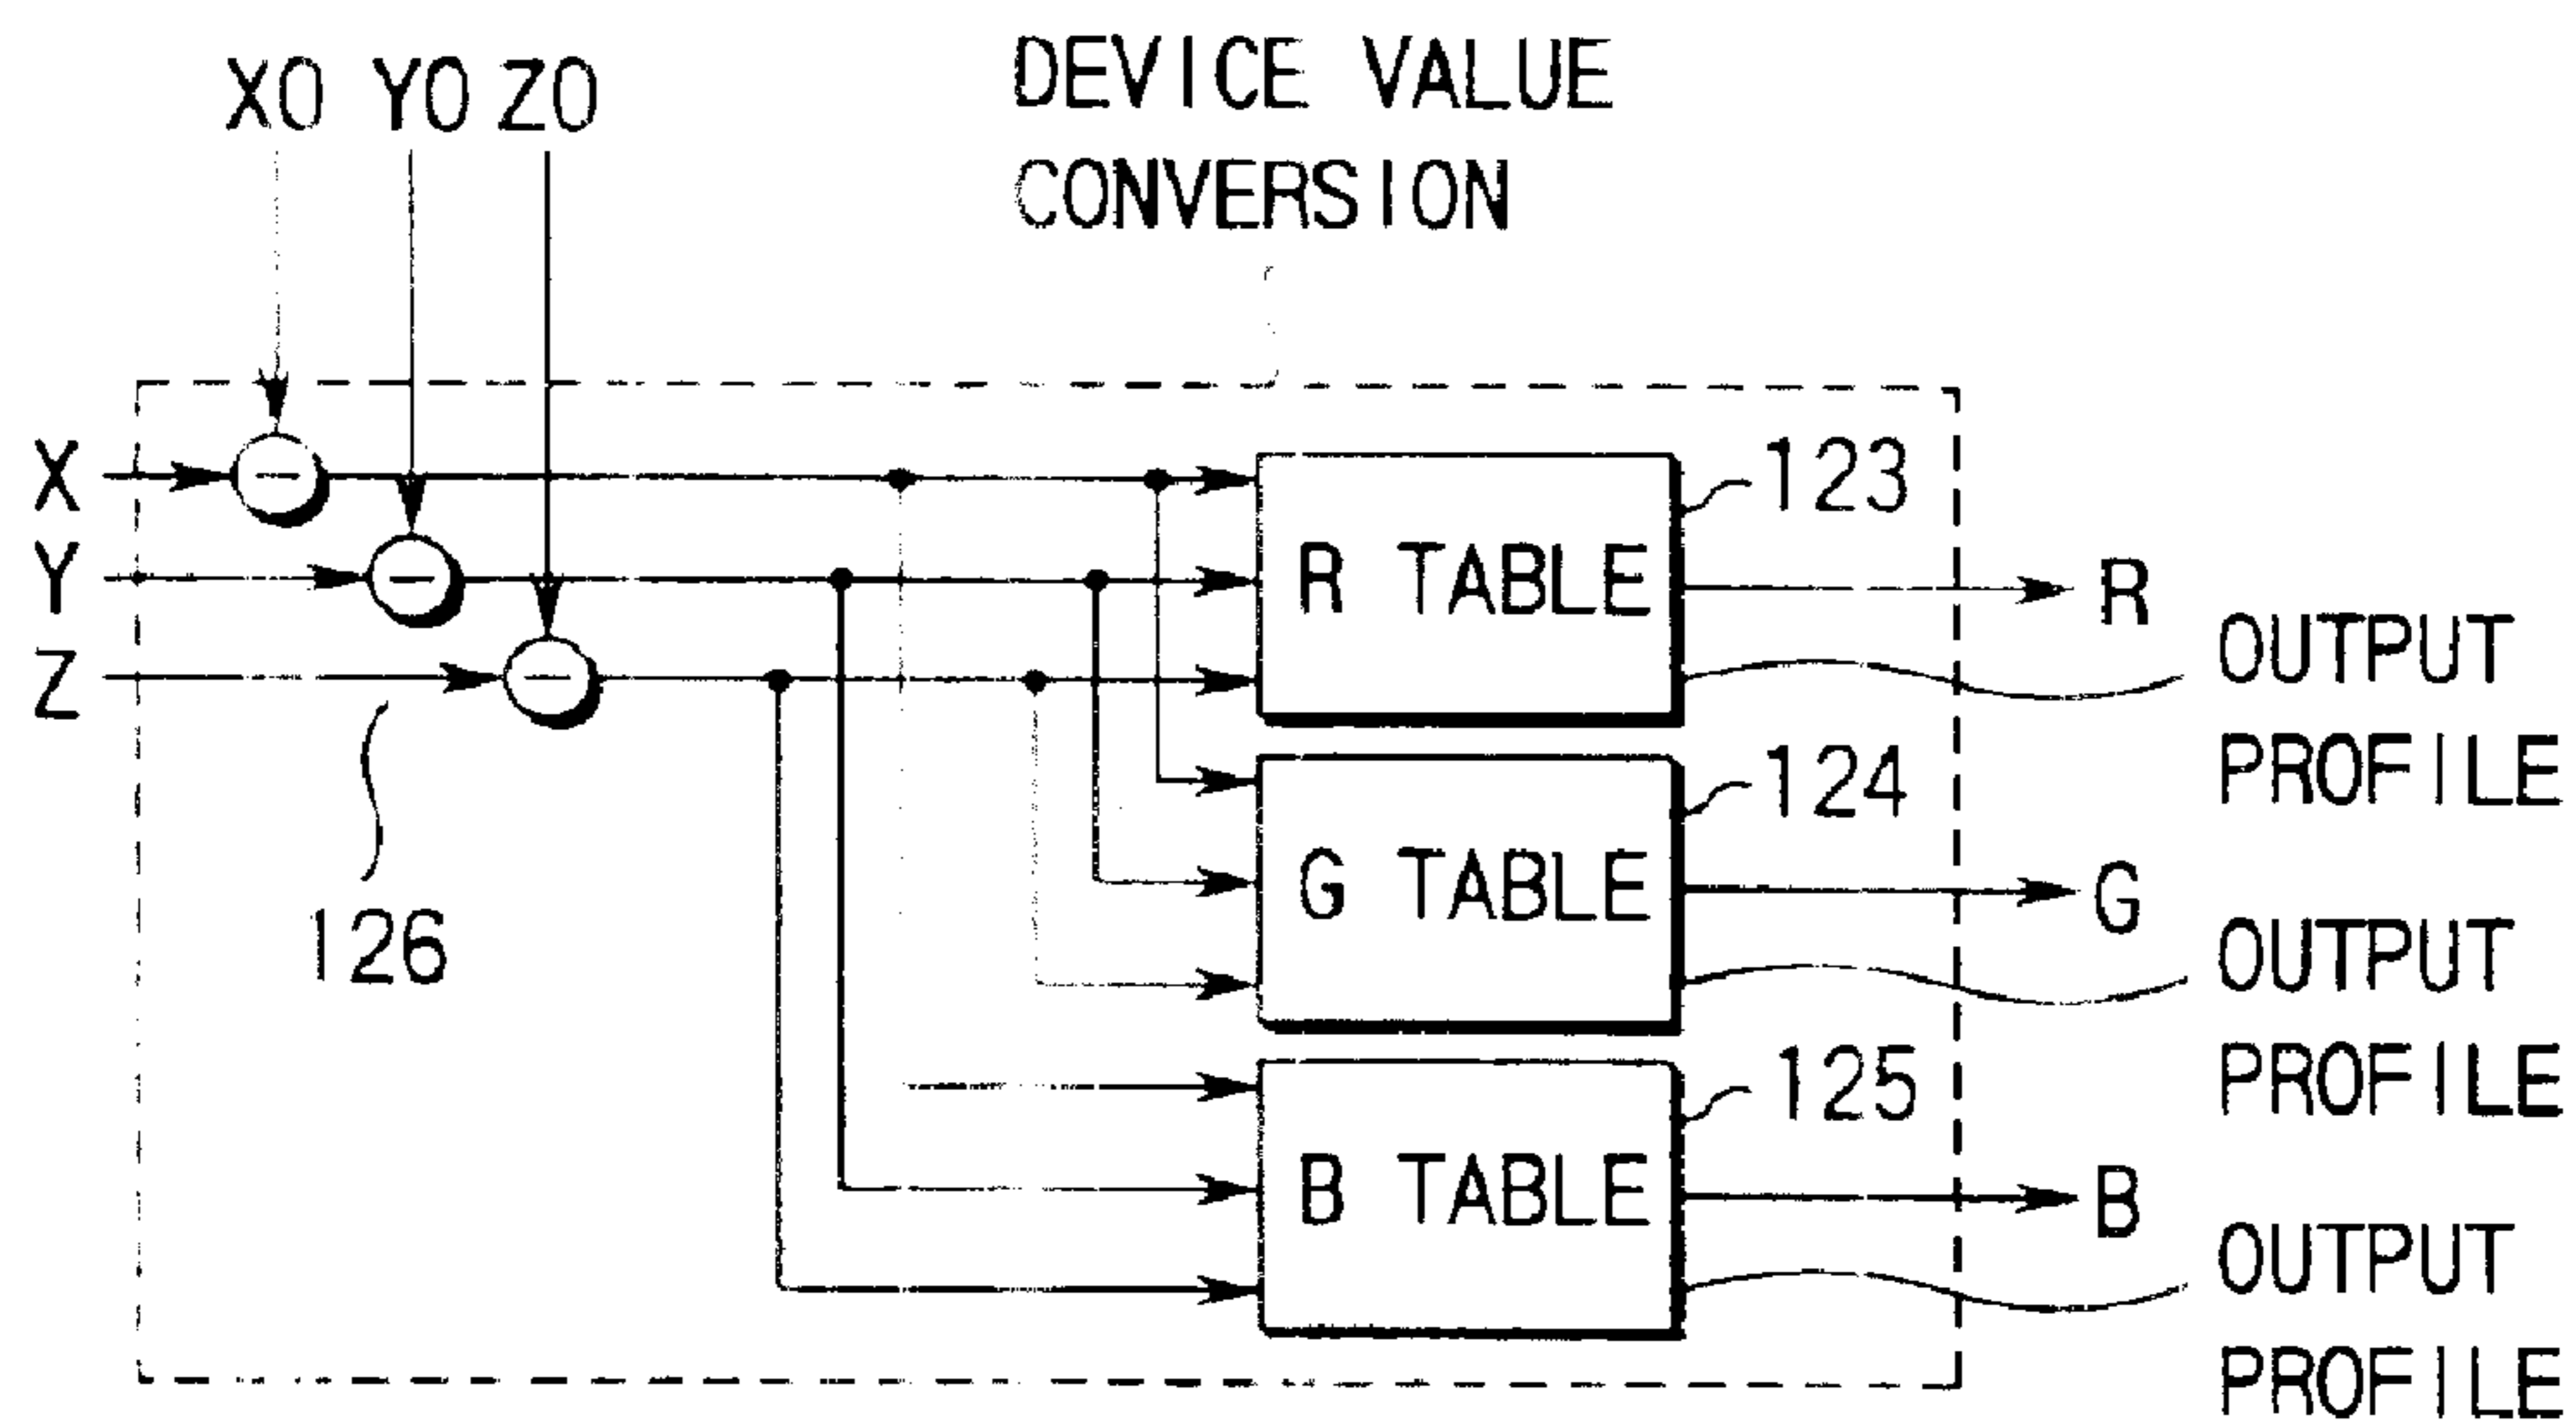 X0 Y0 Z0
DEVICE VALUE
CONVERSION
X
Y
Z
126
R TABLE
123
R
OUTPUT
PROFILE
G TABLE
124
G
OUTPUT
PROFILE
B TABLE
125
B
OUTPUT
PROFILE